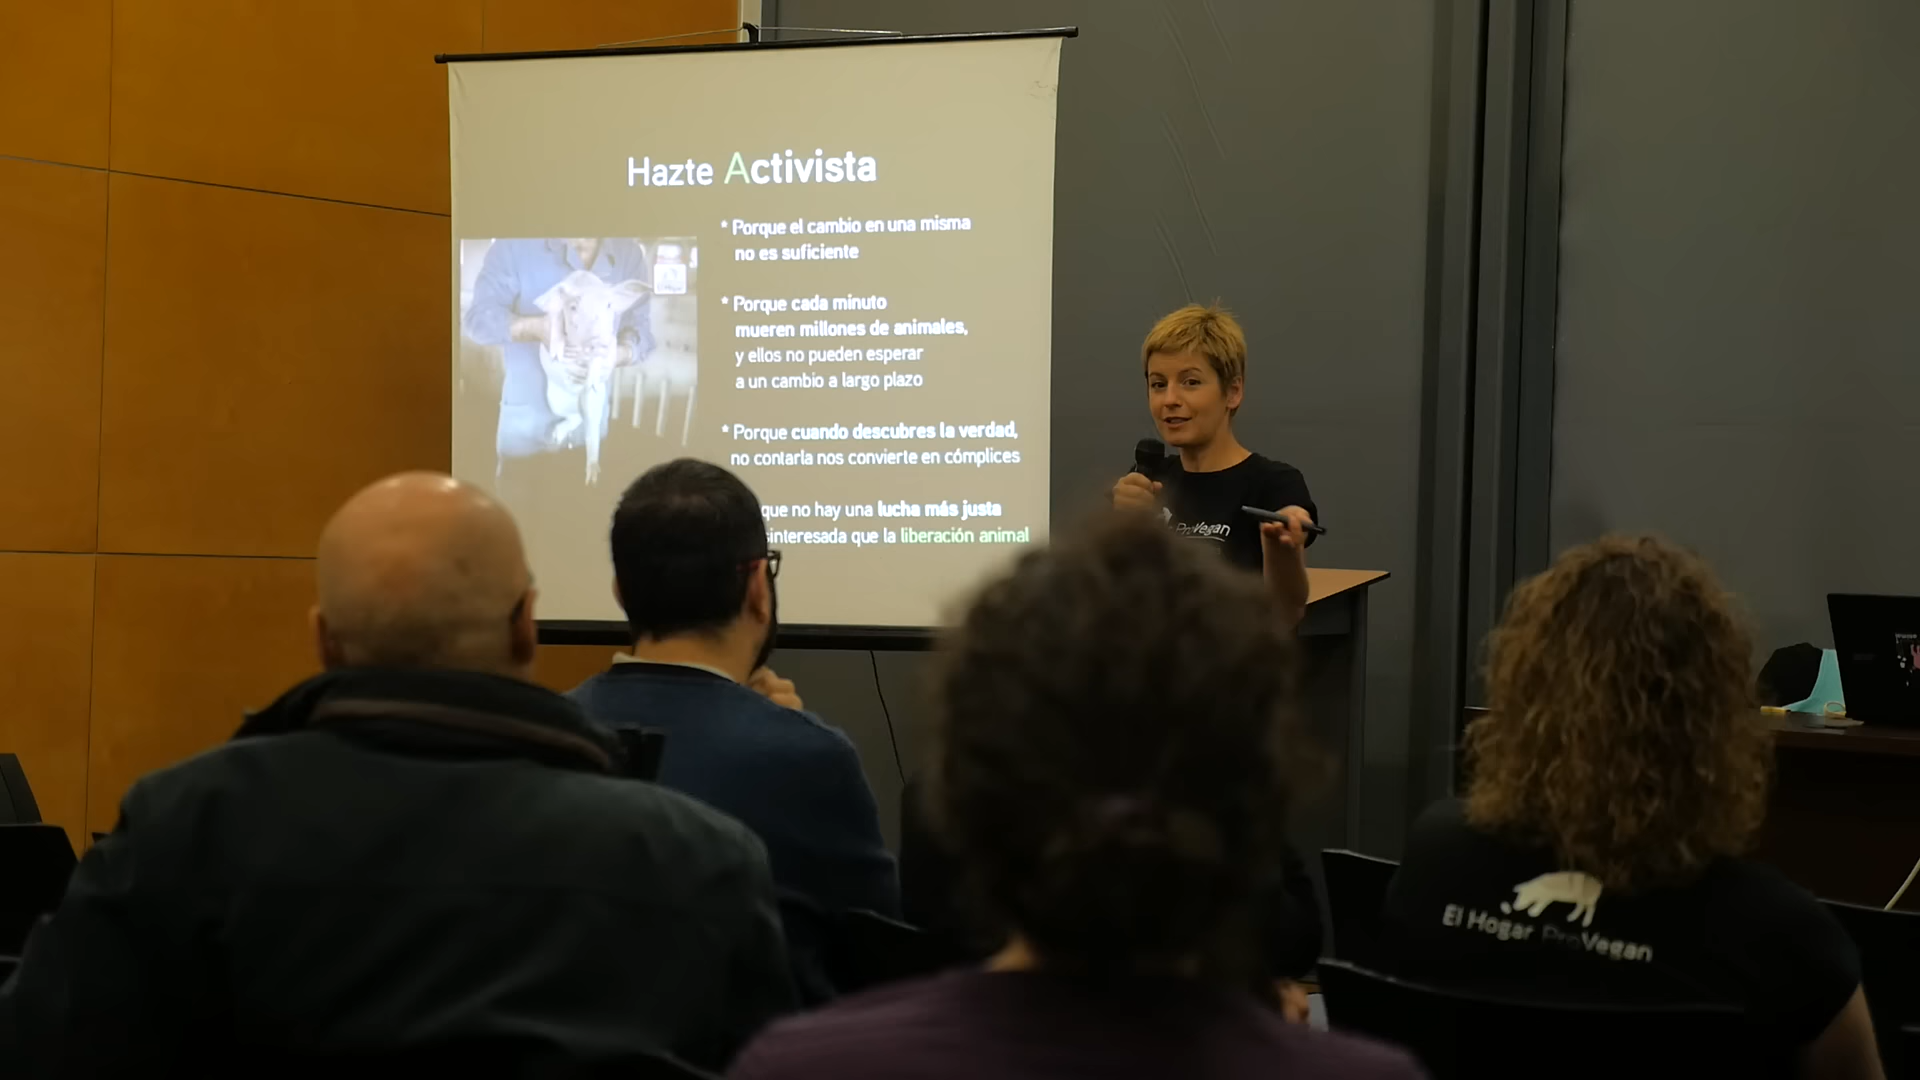 Hazte Activista
* Porque el cambio en una misma
no es suficiente
* Porque cada minuto
mueren millones de animales,
y ellos no pueden esperar
a un cambio a largo plazo
* Porque cuando descubres la verdad,
no contarla nos convierte en cómplices
que no hay una lucha más justa
sinteresada que la liberación animal
ProVegan
El Hogar ProVegan